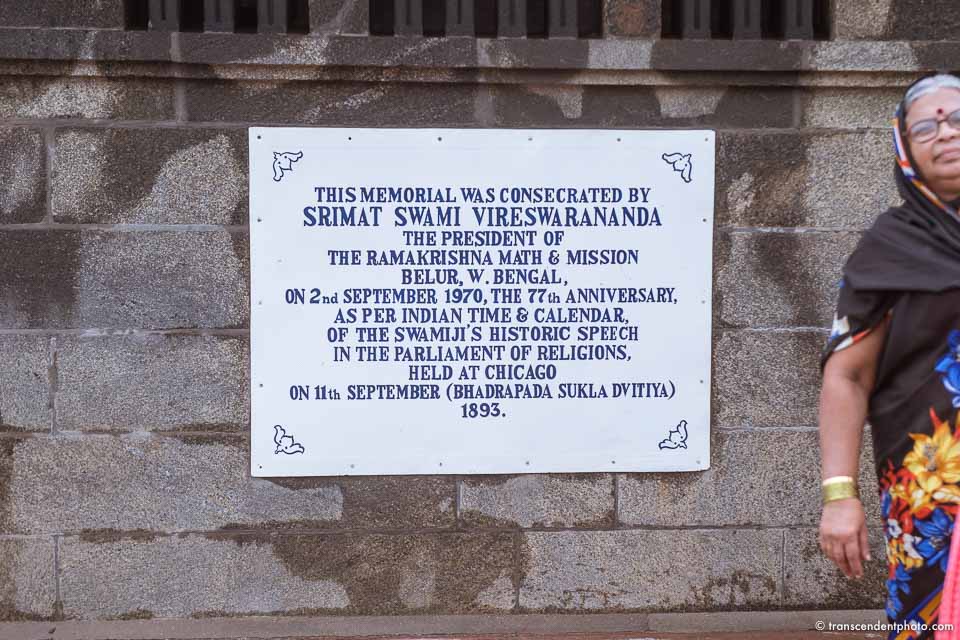 THIS MEMORIAL WAS CONSECRATED BY
SRIMAT SWAMI VIRESWARANANDA
THE PRESIDENT OF
THE RAMAKRISHNA MATH & MISSION
BELUR, W. BENGAL,
ON 2nd SEPTEMBER 1970, THE 77th ANNIVERSARY,
AS PER INDIAN TIME & CALENDAR,
OF THE SWAMIJI'S HISTORIC SPEECH
IN THE PARLIAMENT OF RELIGIONS,
HELD AT CHICAGO
ON 11th SEPTEMBER (BHADRAPADA SUKLA DVITIYA)
1893.
© transcendentphoto.com